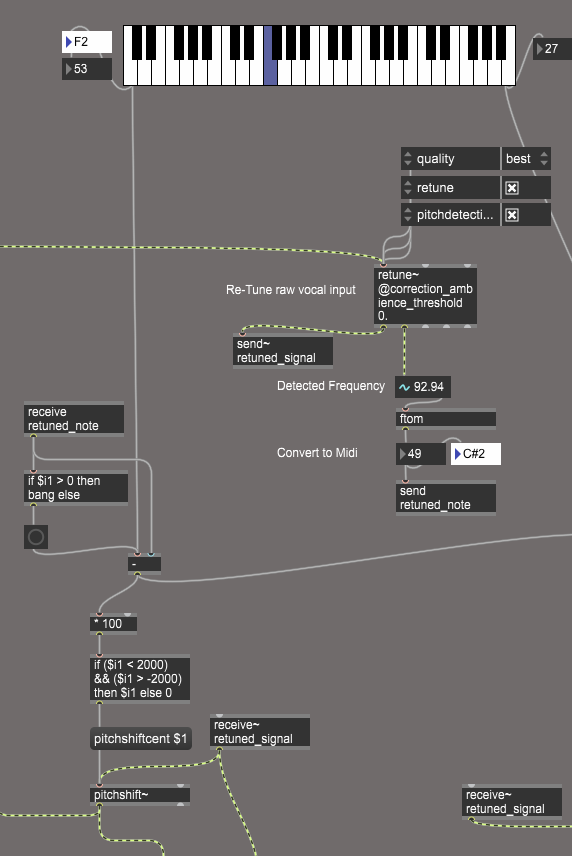 F2
53
27
quality
best
retune
pitchdetecti...
Re-Tune raw vocal input
retune~
@correction_amb
ience_threshold
0.
send~
retuned_signal
Detected Frequency
92.94
ftom
receive
retuned_note
Convert to Midi
49
C#2
if $i1 > 0 then
bang else
send
retuned_note
-
* 100
if ($i1 < 2000)
&& ($i1 > -2000)
then $i1 else 0
pitchshiftcent $1
receive~
retuned_signal
pitchshift~
receive~
retuned_signal